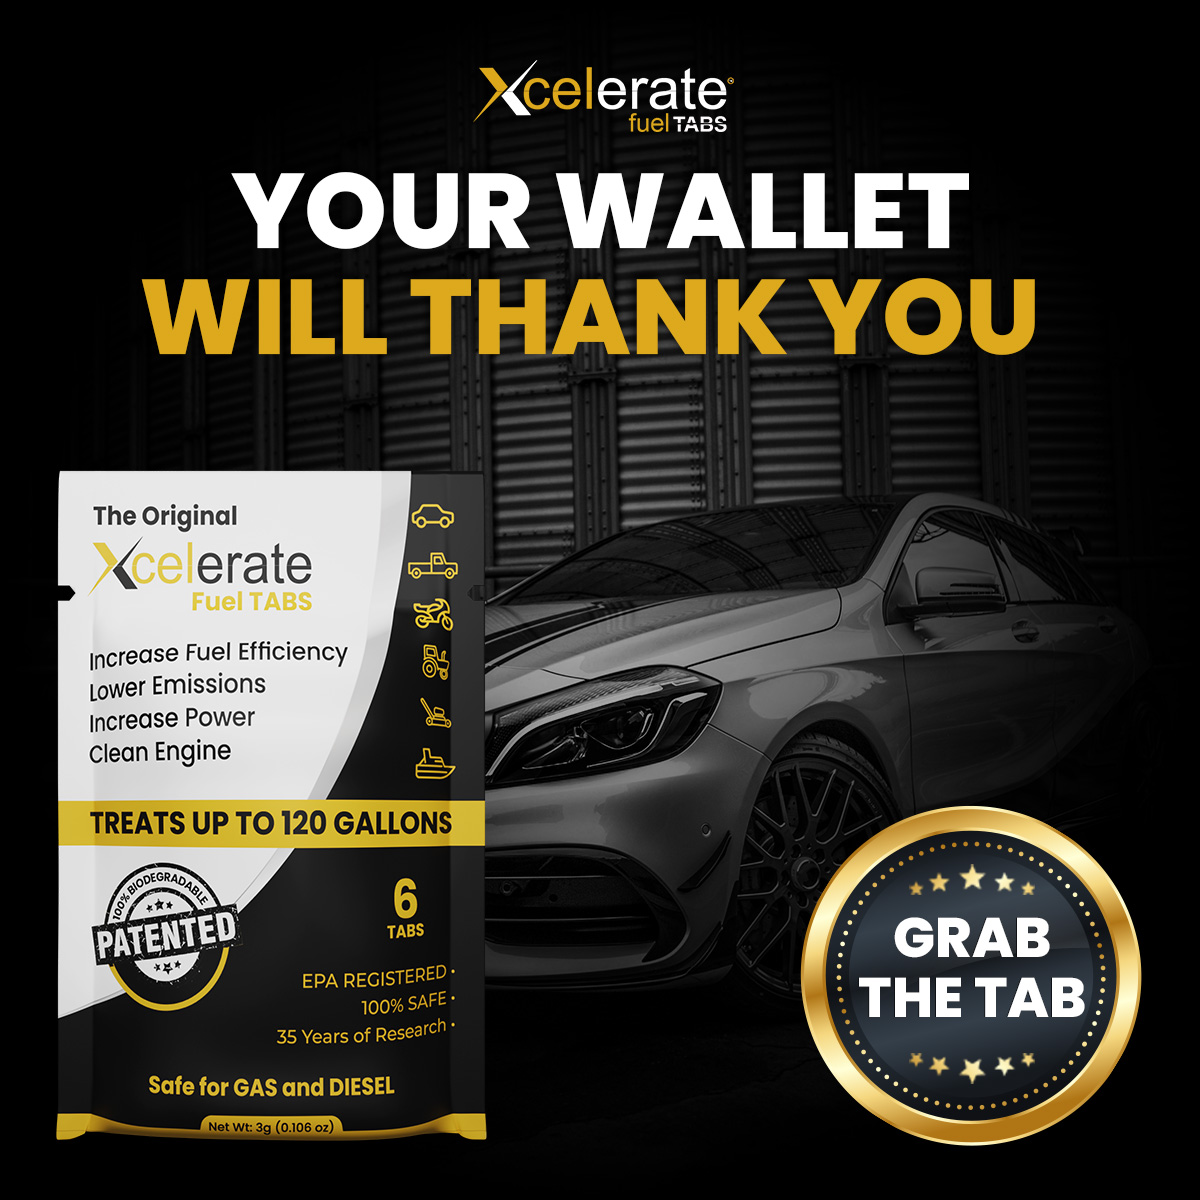 Xcelerate
fuel TABS
YOUR WALLET
WILL THANK YOU
The Original
Xcelerate
Fuel TABS
Increase Fuel Efficiency
Lower Emissions
Increase Power
Clean Engine
TREATS UP TO 120 GALLONS
100% BIODEGRADABLE
PATENTED
6
TABS
EPA REGISTERED •
100% SAFE •
35 Years of Research •
Safe for GAS and DIESEL
Net Wt: 3g (0.106 oz)
GRAB
THE TAB